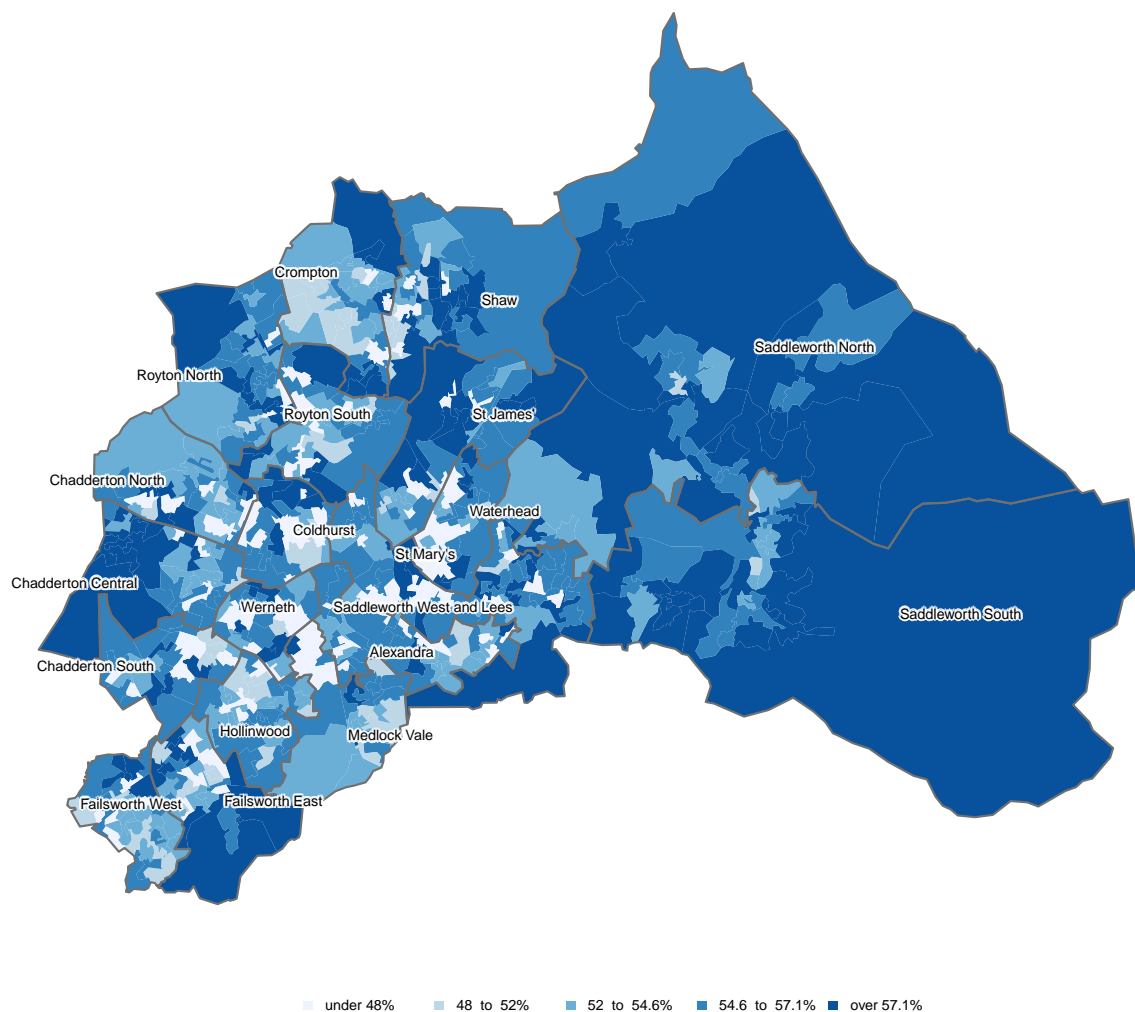 Crompton
Shaw
Saddleworth North
Royton North
Royton South
St James'
Chadderton North
Waterhead
Coldhurst
St Mary's
Chadderton Central
Werneth
Saddleworth West and Lees
Saddleworth South
Alexandra
Chadderton South
Hollinwood
Medlock Vale
Failsworth West
Failsworth East
under 48% 48 to 52% 52 to 54.6% 54.6 to 57.1% over 57.1%